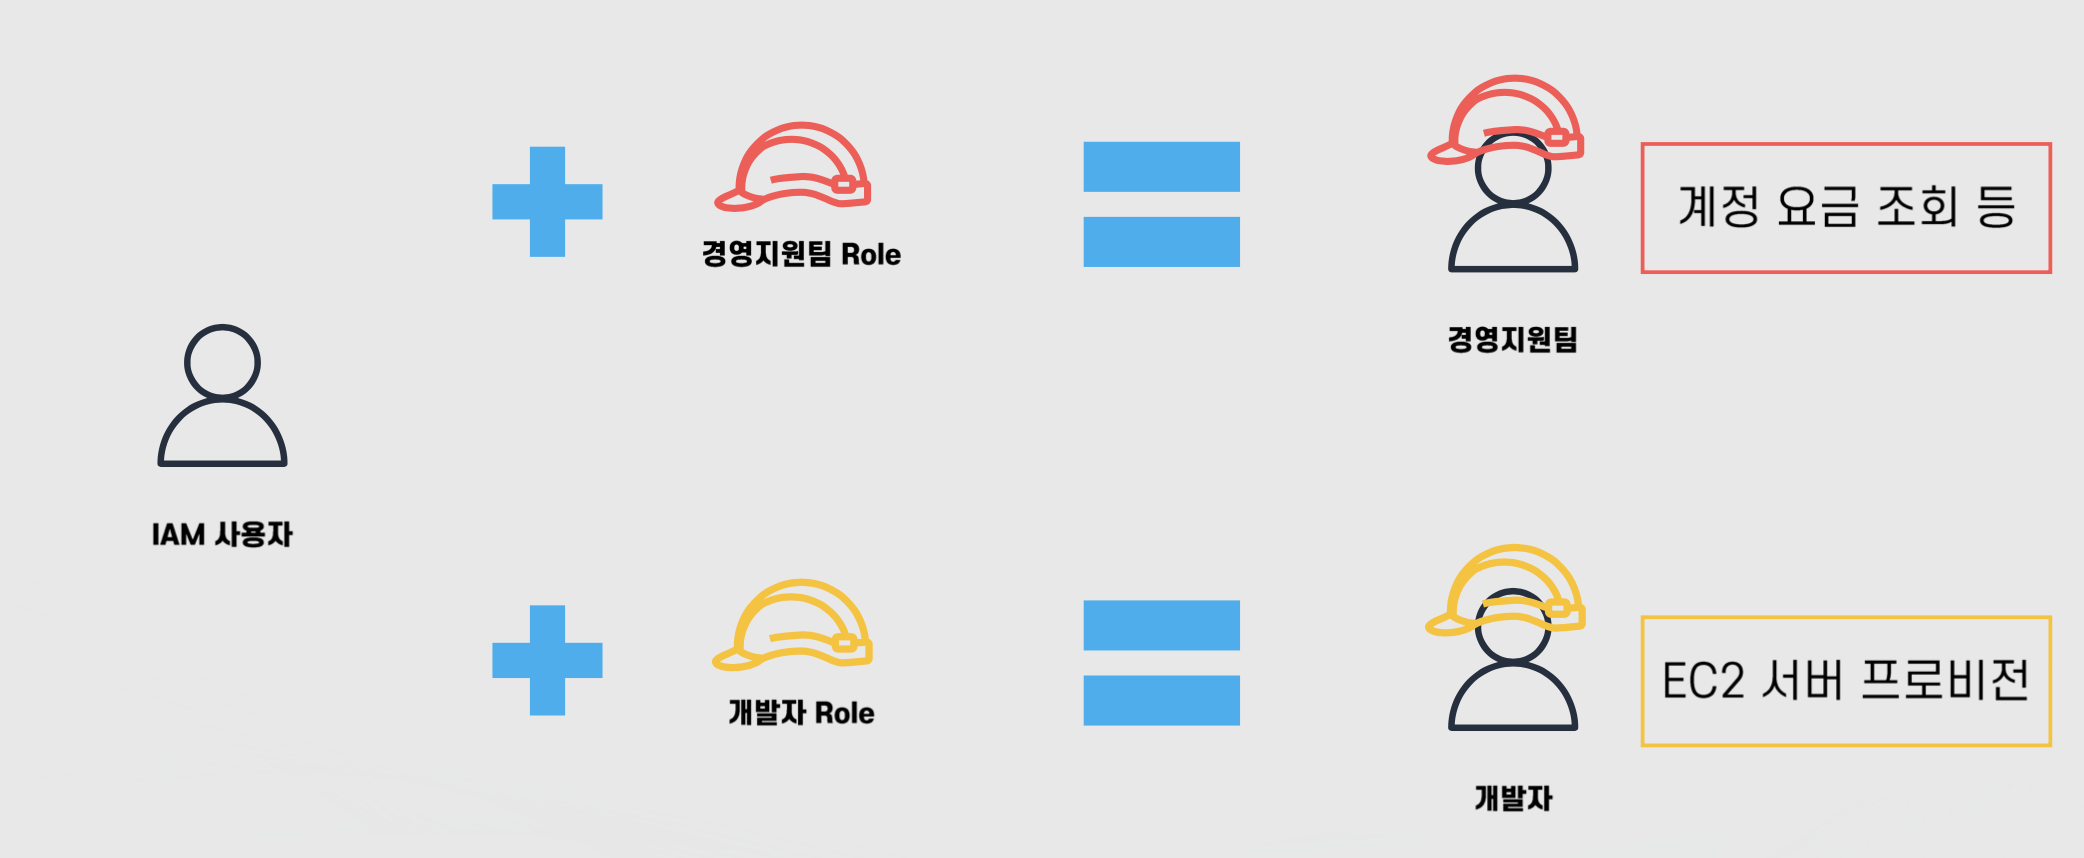 경영지원팀 Role
계정 요금 조회 등
경영지원팀
IAM 사용자
개발자 Role
EC2 서버 프로비전
개발자